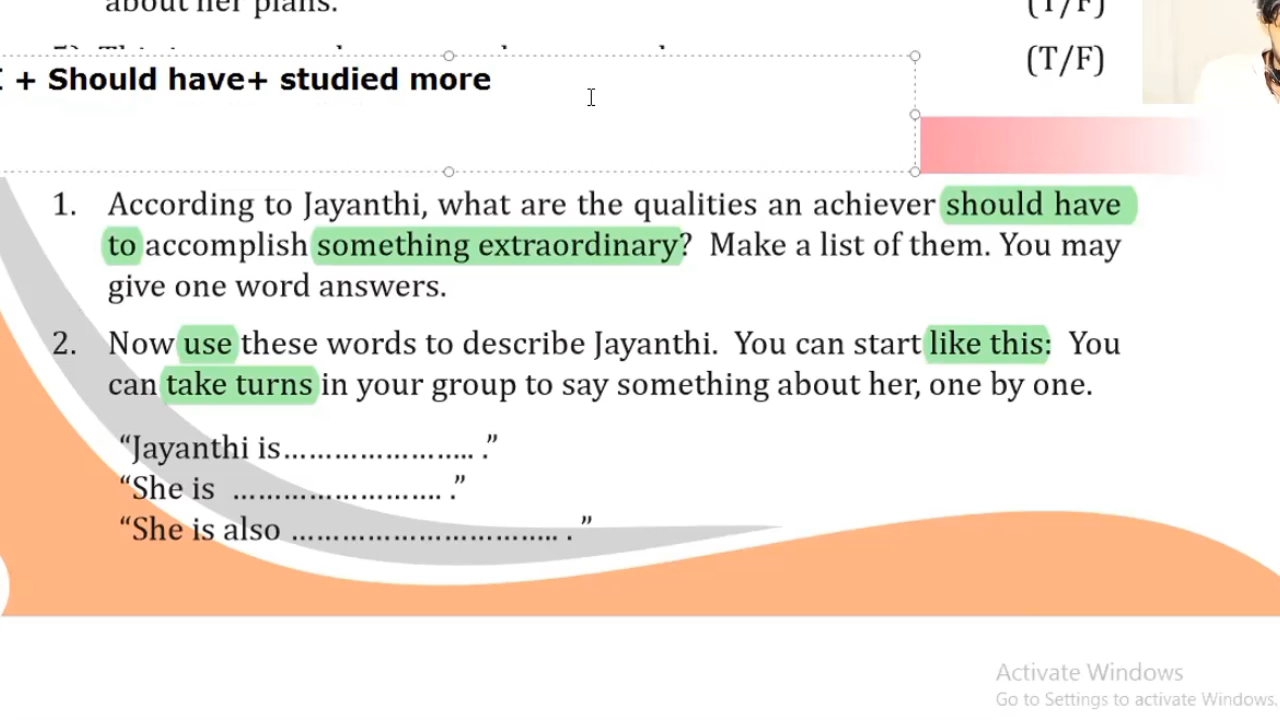 about her plans.
(T/F)
(T/F)
+ Should have+ studied more
1. According to Jayanthi, what are the qualities an achiever should have
to accomplish something extraordinary? Make a list of them. You may
give one word answers.
2. Now use these words to describe Jayanthi. You can start like this: You
can take turns in your group to say something about her, one by one.
“Jayanthi is…………………….. .”
“She is ……………………. .”
“She is also ………………………….. . ”
Activate Windows
Go to Settings to activate Windows.